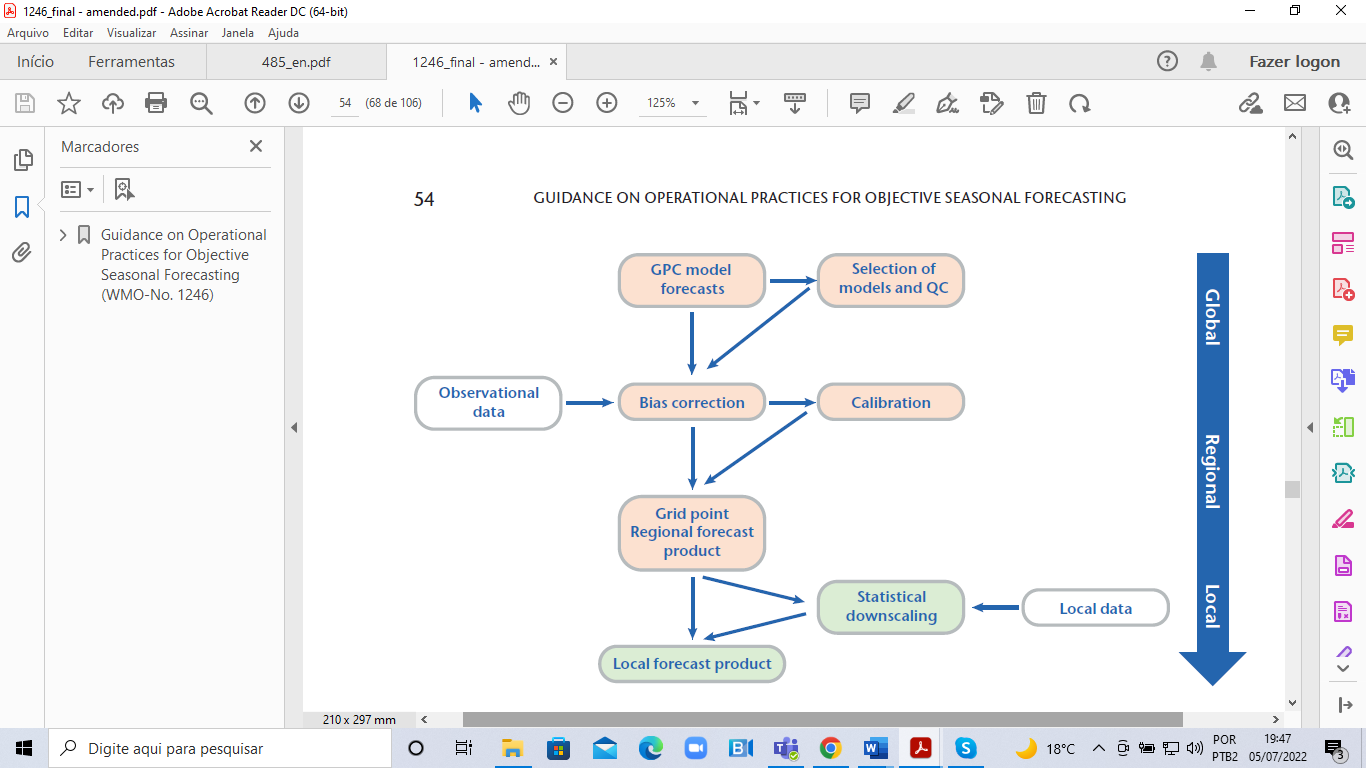 1246_final - amended.pdf - Adobe Acrobat Reader DC (64-bit)
Arquivo Editar Visualizar Assinar Janela Ajuda
Início Ferramentas 485_en.pdf 1246_final - amend... × Fazer logon
54 (68 de 106) 125%
Marcadores
Guidance on Operational
Practices for Objective
Seasonal Forecasting
(WMO-No. 1246)
54 GUIDANCE ON OPERATIONAL PRACTICES FOR OBJECTIVE SEASONAL FORECASTING
GPC model
forecasts
Selection of
models and QC
Observational
data
Bias correction
Calibration
Grid point
Regional forecast
product
Statistical
downscaling
Local data
Local forecast product
Global
Regional
Local
210 x 297 mm
Digite aqui para pesquisar
18°C
POR
PTB2
19:47
05/07/2022
3